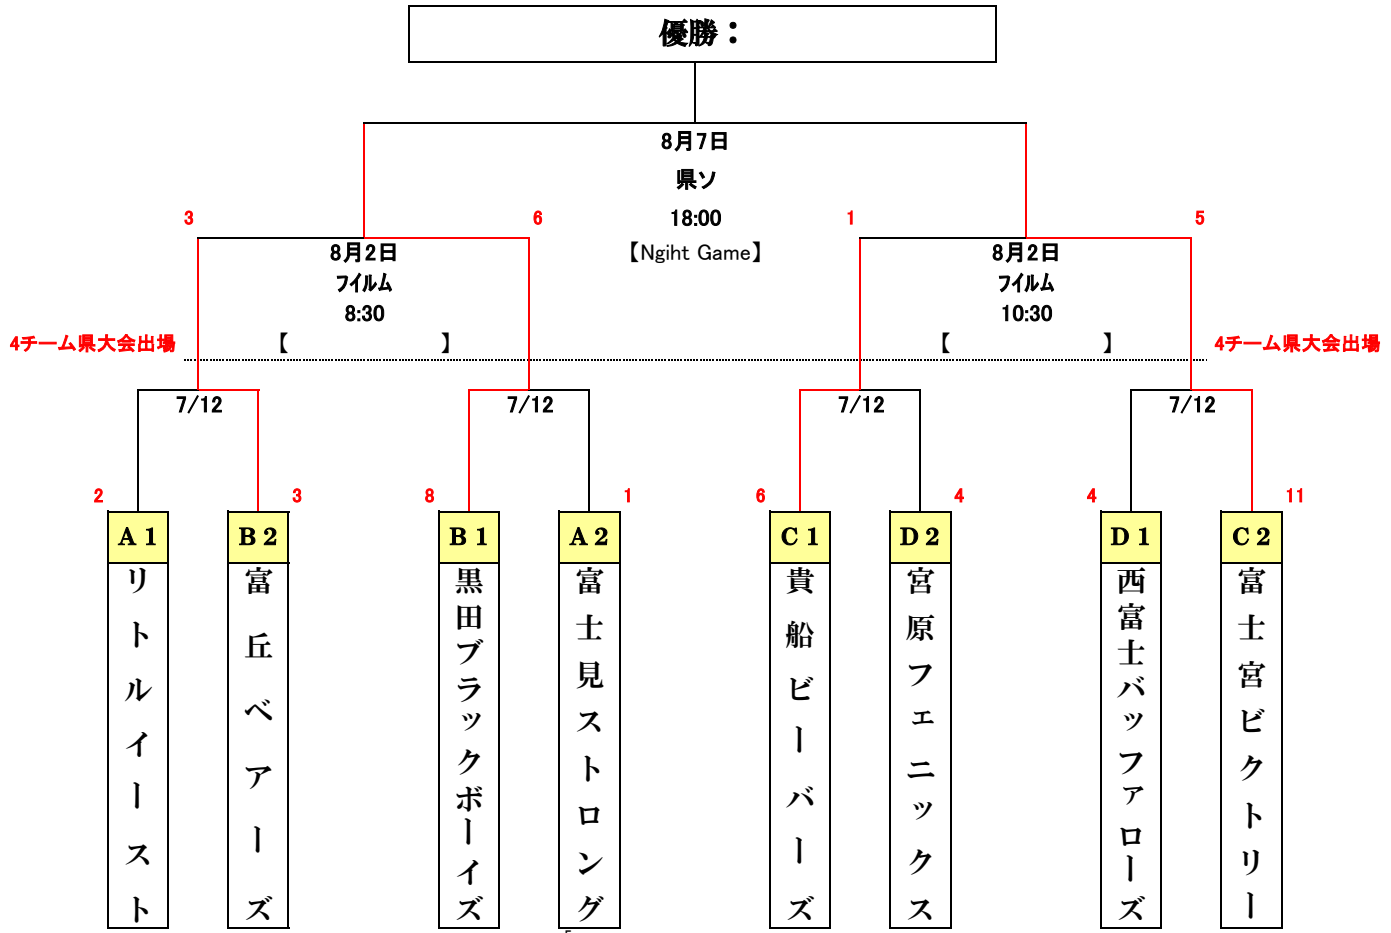 優勝：
8月7日
県ソ
3
6
18:00
1
5
8月2日
【Ngiht Game】
8月2日
フイルム
フイルム
8:30
10:30
4チーム県大会出場
【 】
【 】
4チーム県大会出場
7/12
7/12
7/12
7/12
2
3
8
1
6
4
4
11
A1
B2
B1
A2
C1
D2
D1
C2
リトルイースト
富丘ベアーズ
黒田ブラックボーイズ
富士見ストロング
貴船ビーバーズ
宮原フェニックス
西富士バッファローズ
富士宮ビクトリー